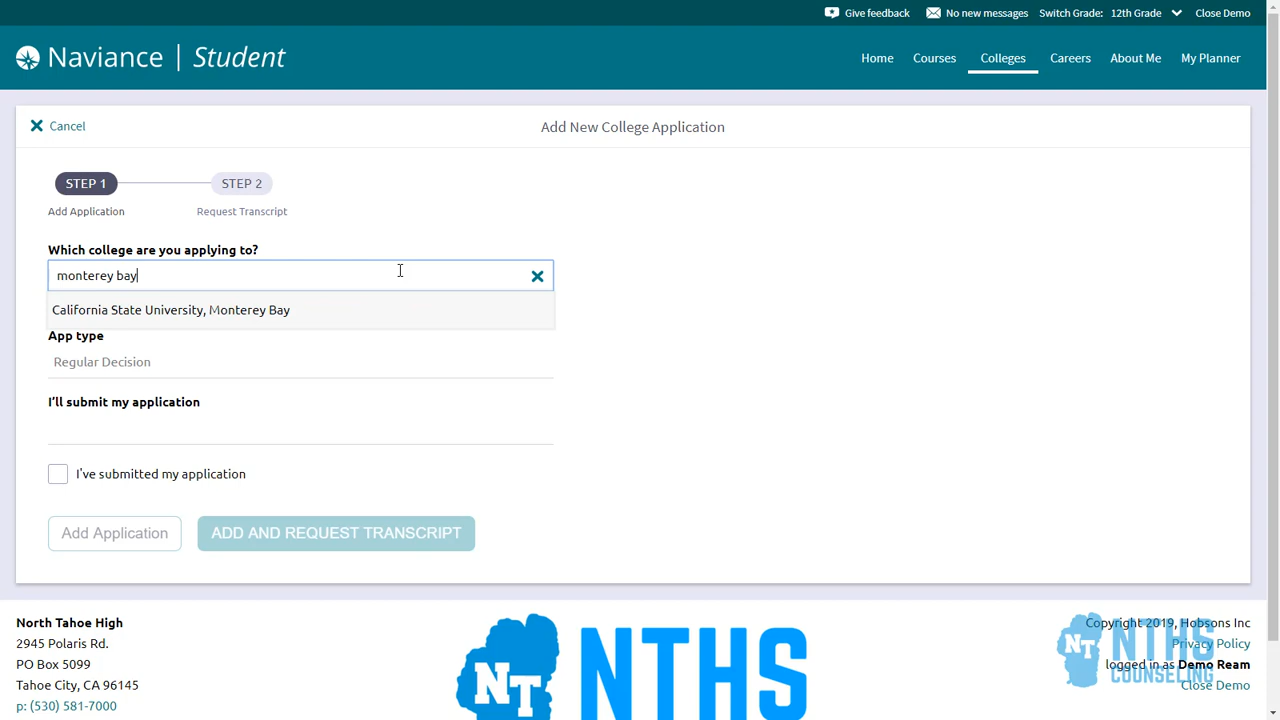 Give feedback No new messages Switch Grade: 12th Grade Close Demo
Naviance | Student
Home Courses Colleges Careers About Me My Planner
Cancel
Add New College Application
STEP 1 STEP 2
Add Application Request Transcript
Which college are you applying to?
monterey bay
California State University, Monterey Bay
App type
Regular Decision
I'll submit my application
I've submitted my application
Add Application ADD AND REQUEST TRANSCRIPT
North Tahoe High
2945 Polaris Rd.
PO Box 5099
Tahoe City, CA 96145
p: (530) 581-7000
NT NTHS
Copyright 2019, Hobsons Inc
Privacy Policy
logged in as Demo Ream
Close Demo
NT NTHS
COUNSELING